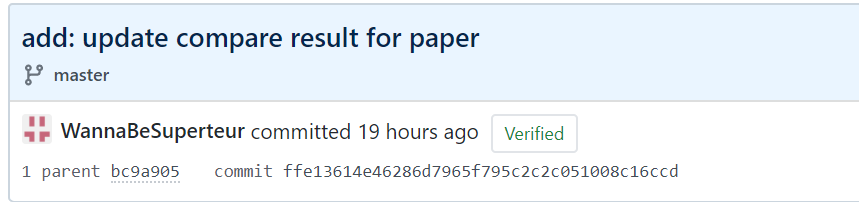 add: update compare result for paper
master
WannaBeSuperteur committed 19 hours ago Verified
1 parent bc9a905 commit ffe13614e46286d7965f795c2c2c051008c16ccd